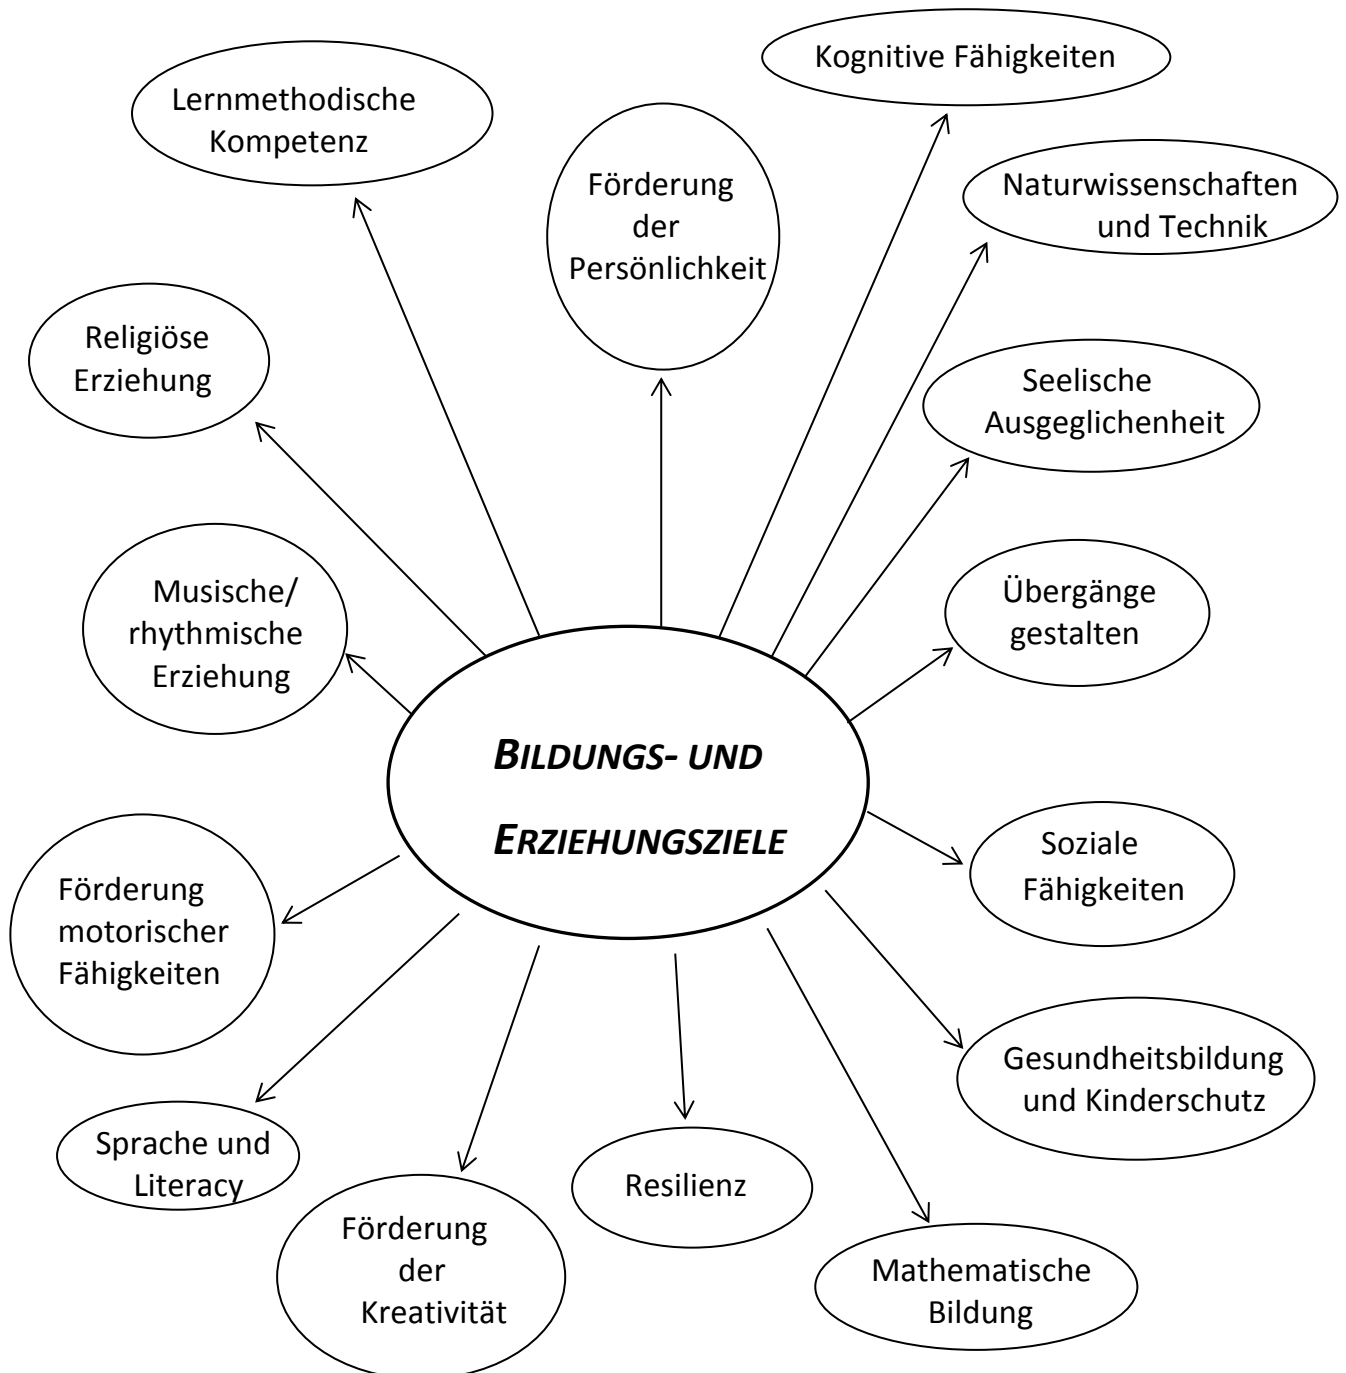 Kognitive Fähigkeiten
Lernmethodische
Kompetenz
Förderung
der
Persönlichkeit
Naturwissenschaften
und Technik
Religiöse
Erziehung
Seelische
Ausgeglichenheit
Musische/
rhythmische
Erziehung
Übergänge
gestalten
BILDUNGS- UND
ERZIEHUNGSZIELE
Soziale
Fähigkeiten
Förderung
motorischer
Fähigkeiten
Gesundheitsbildung
und Kinderschutz
Sprache und
Literacy
Förderung
der
Kreativität
Resilienz
Mathematische
Bildung